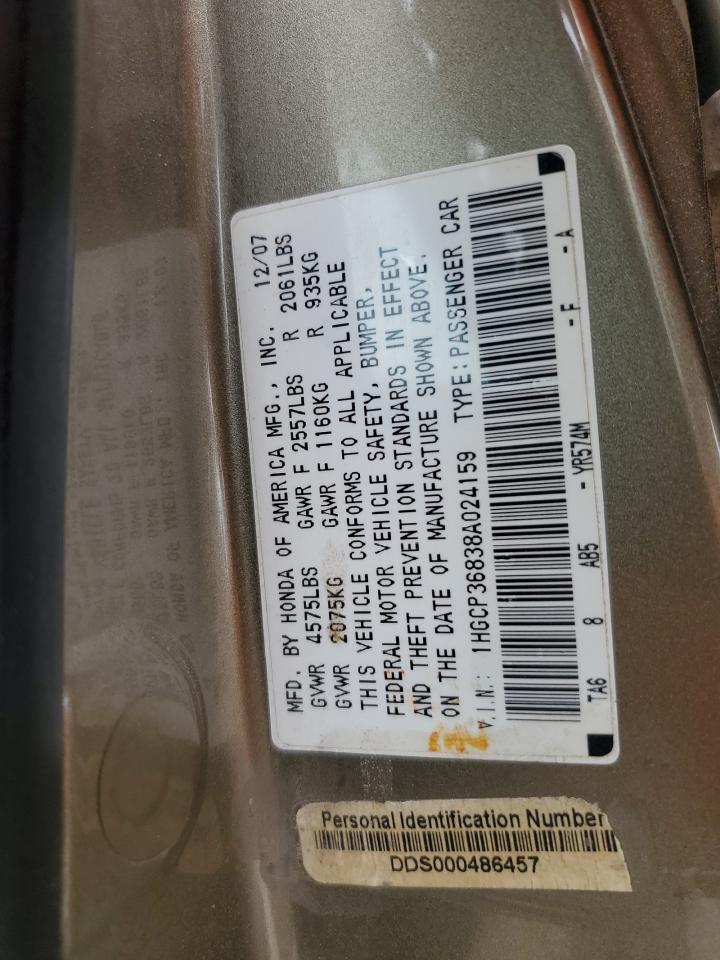 MFD. BY HONDA OF AMERICA MFG., INC. 12/07
GVWR 4575LBS GAWR F 2557LBS R 2061LBS
GVWR 2075KG GAWR F 1160KG R 935KG
THIS VEHICLE CONFORMS TO ALL APPLICABLE
FEDERAL MOTOR VEHICLE SAFETY, BUMPER,
AND THEFT PREVENTION STANDARDS IN EFFECT
ON THE DATE OF MANUFACTURE SHOWN ABOVE.
V.I.N.: 1HGCP36838A024159 TYPE:PASSENGER CAR
TA6 8 AB5 - YR574M - F - A
Personal Identification Number
DDS000486457